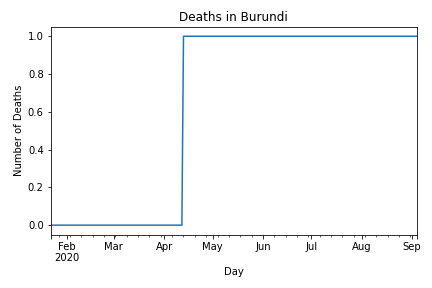 Deaths in Burundi
Number of Deaths
1.0
0.8
0.6
0.4
0.2
0.0
Feb Mar Apr May Jun Jul Aug Sep
2020
Day